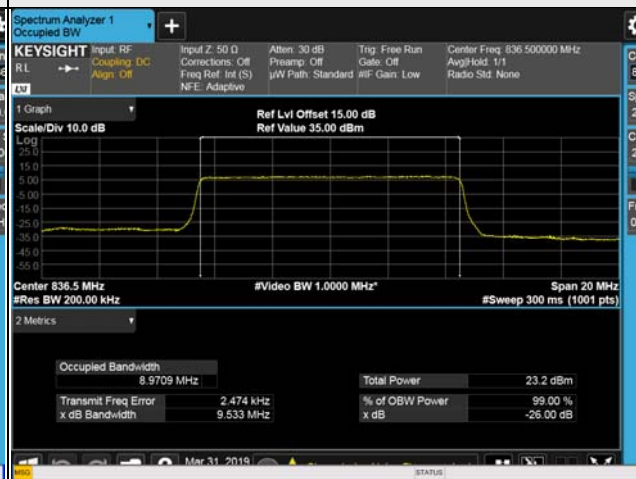 Spectrum Analyzer 1
Occupied BW
KEYSIGHT
RL
LXI
Input: RF
Coupling: DC
Align: Off
Input Z: 50 Ω
Corrections: Off
Freq Ref: Int (S)
NFE: Adaptive
Atten: 30 dB
Preamp: Off
µW Path: Standard
Trig: Free Run
Gate: Off
#IF Gain: Low
Center Freq: 836.500000 MHz
Avg|Hold: 1/1
Radio Std: None
1 Graph
Scale/Div 10.0 dB
Ref Lvl Offset 15.00 dB
Ref Value 35.00 dBm
Log
25.0
15.0
5.00
-5.00
-15.0
-25.0
-35.0
-45.0
-55.0
Center 836.5 MHz
#Res BW 200.00 kHz
#Video BW 1.0000 MHz*
Span 20 MHz
#Sweep 300 ms (1001 pts)
2 Metrics
Occupied Bandwidth
8.9709 MHz
Total Power 23.2 dBm
Transmit Freq Error 2.474 kHz
% of OBW Power 99.00 %
x dB Bandwidth 9.533 MHz
x dB -26.00 dB
Mar 31, 2019
MSG
STATUS